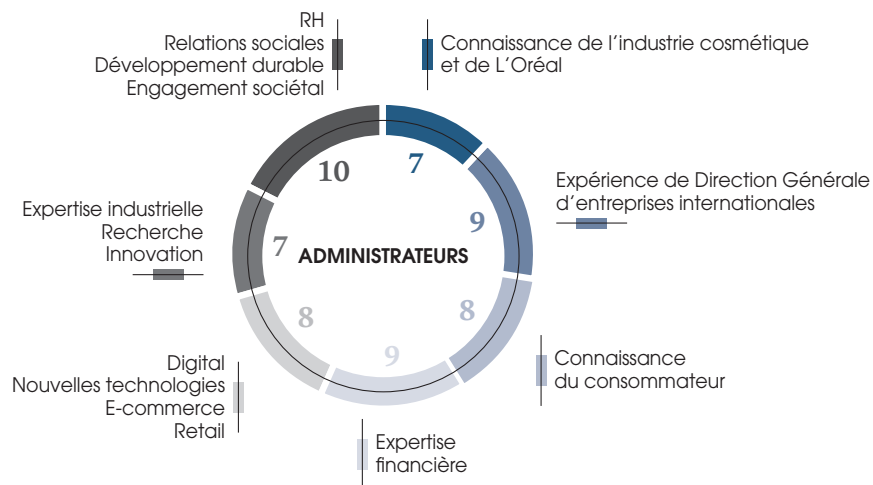 RH
Relations sociales
Développement durable
Engagement sociétal
Connaissance de l'industrie cosmétique
et de L'Oréal
10
7
Expertise industrielle
Recherche
Innovation
7
ADMINISTRATEURS
9
Expérience de Direction Générale
d'entreprises internationales
8
8
9
Digital
Nouvelles technologies
E-commerce
Retail
Connaissance
du consommateur
Expertise
financière